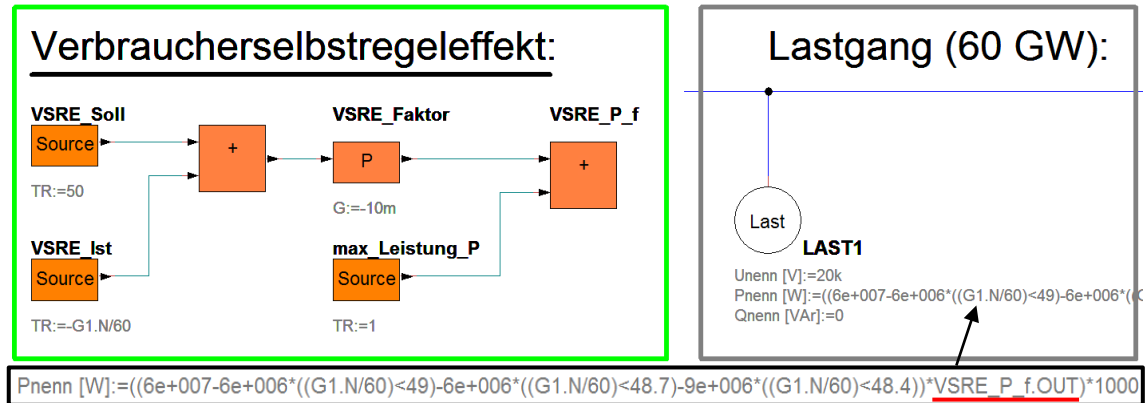 Verbraucherselbstregeleffekt:
VSRE_Soll
Source
TR:=50
+
VSRE_Faktor
P
G:=-10m
VSRE_P_f
+
VSRE_Ist
Source
TR:=-G1.N/60
max_Leistung_P
Source
TR:=1
Lastgang (60 GW):
Last
LAST1
Unenn [V]:=20k
Pnenn [W]:=((6e+007-6e+006*((G1.N/60)<49)-6e+006*((G
Qnenn [VAr]:=0
Pnenn [W]:=((6e+007-6e+006*((G1.N/60)<49)-6e+006*((G1.N/60)<48.7)-9e+006*((G1.N/60)<48.4))*VSRE_P_f.OUT)*1000